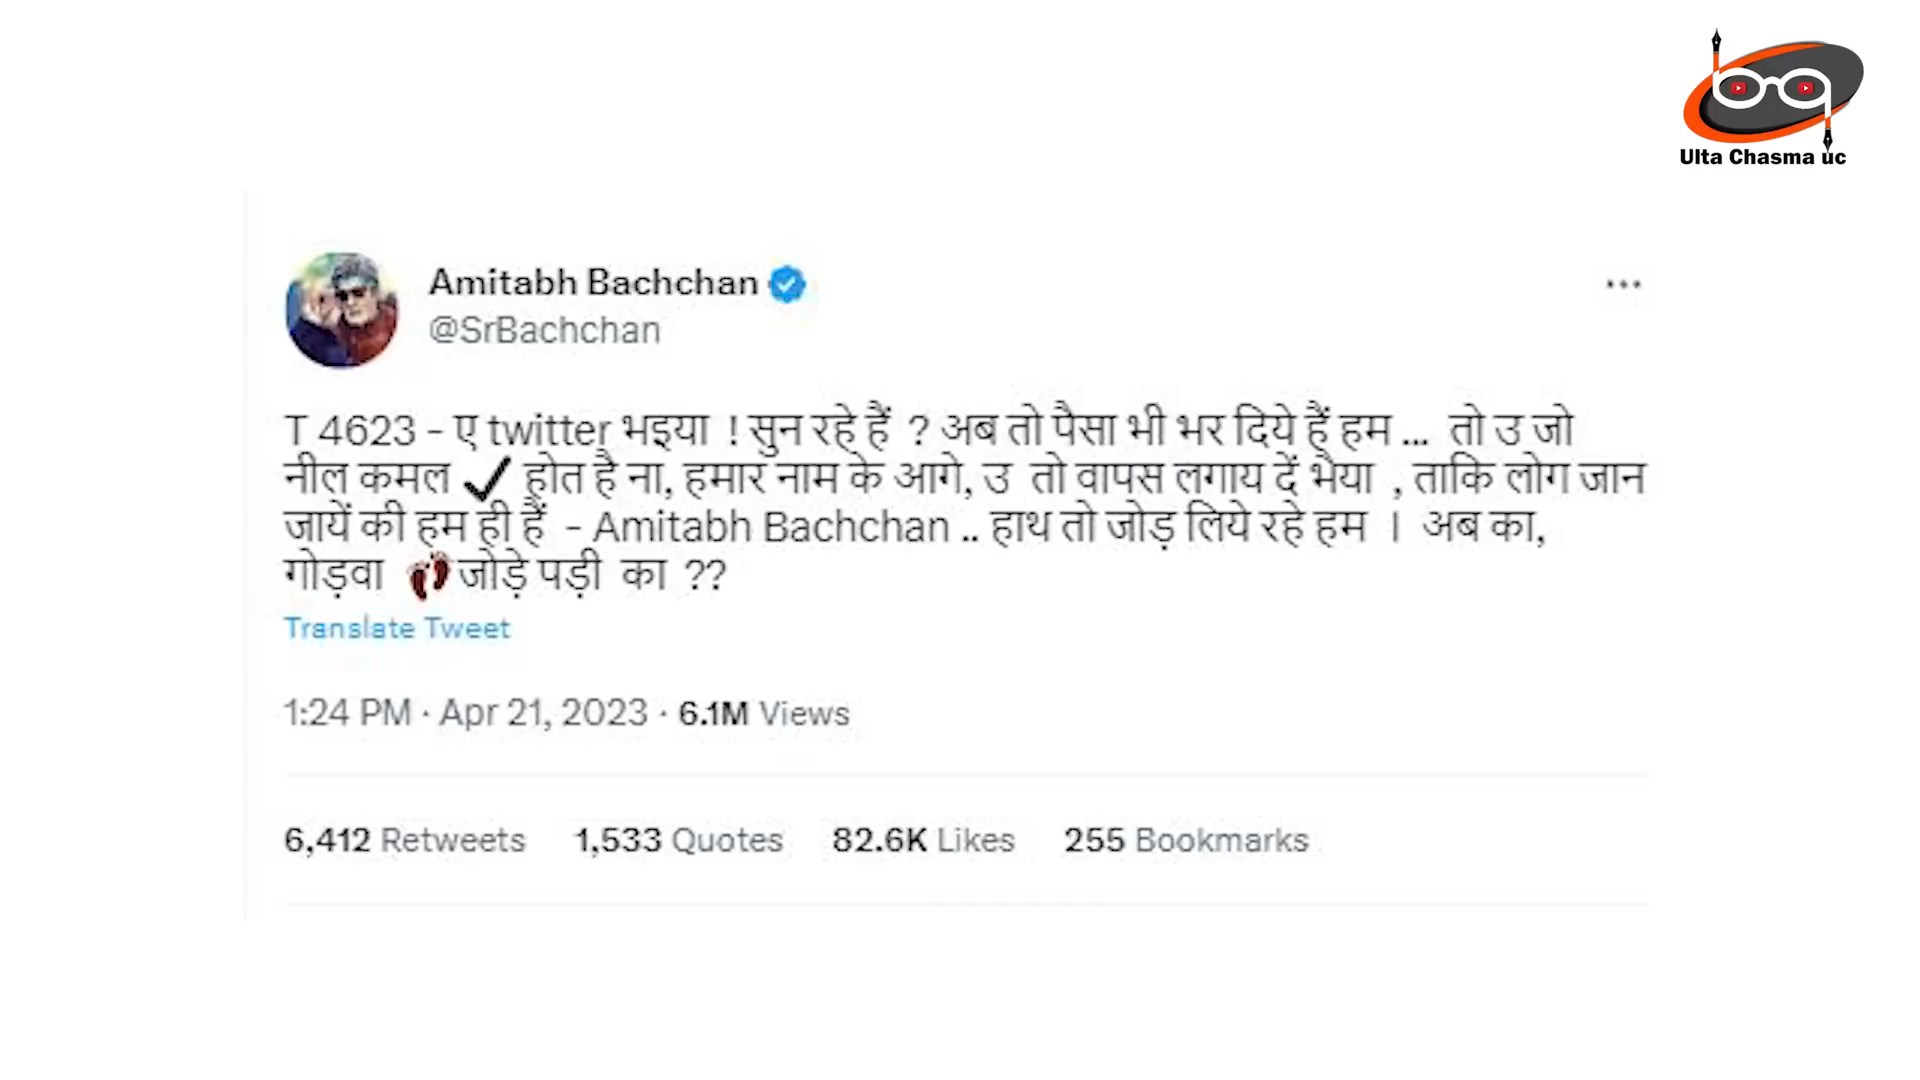 Ulta Chasma uc
Amitabh Bachchan
@SrBachchan
T 4623 - ए twitter भइया ! सुन रहे हैं ? अब तो पैसा भी भर दिये हैं हम ... तो उ जो
नील कमल ✔ होत है ना, हमार नाम के आगे, उ तो वापस लगाय दें भैया , ताकि लोग जान
जायें की हम ही हैं - Amitabh Bachchan .. हाथ तो जोड़ लिये रहे हम । अब का,
गोड़वा 👣 जोड़े पड़ी का ??
Translate Tweet
1:24 PM · Apr 21, 2023 · 6.1M Views
6,412 Retweets 1,533 Quotes 82.6K Likes 255 Bookmarks